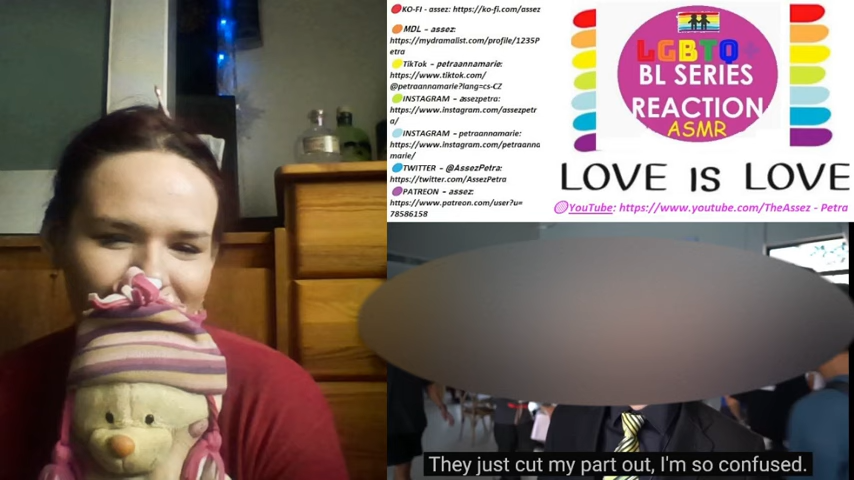 KO-FI - assez: https://ko-fi.com/assez
MDL - assez:
https://mydramalist.com/profile/1235P
etra
TikTok - petraannamarie:
https://www.tiktok.com/
@petraannamarie?lang=cs-CZ
INSTAGRAM - assezpetra:
https://www.instagram.com/assezpetr
a/
INSTAGRAM - petraannamarie:
https://www.instagram.com/petraanna
marie/
TWITTER - @AssezPetra:
https://twitter.com/AssezPetra
PATREON - assez:
https://www.patreon.com/user?u=
78586158
LGBTQ+
BL SERIES
REACTION
ASMR
LOVE IS LOVE
YouTube: https://www.youtube.com/TheAssez - Petra
They just cut my part out, I'm so confused.